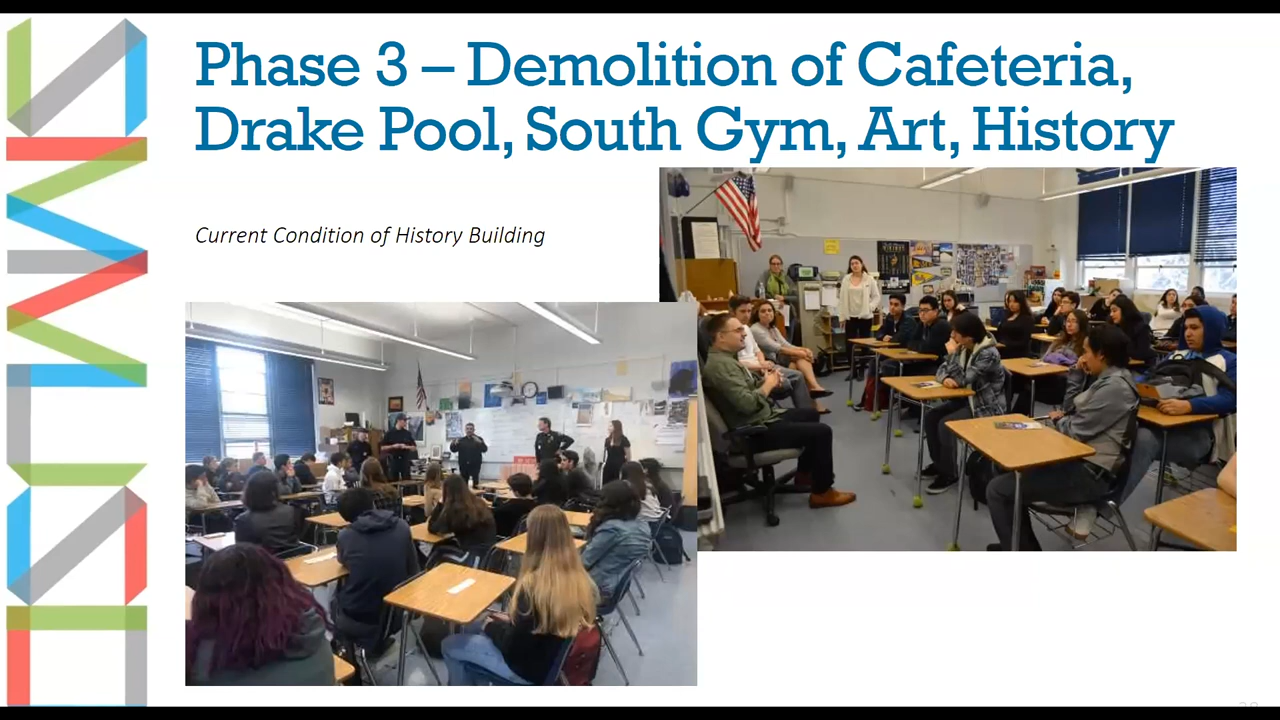 Phase 3 – Demolition of Cafeteria,
Drake Pool, South Gym, Art, History
Current Condition of History Building